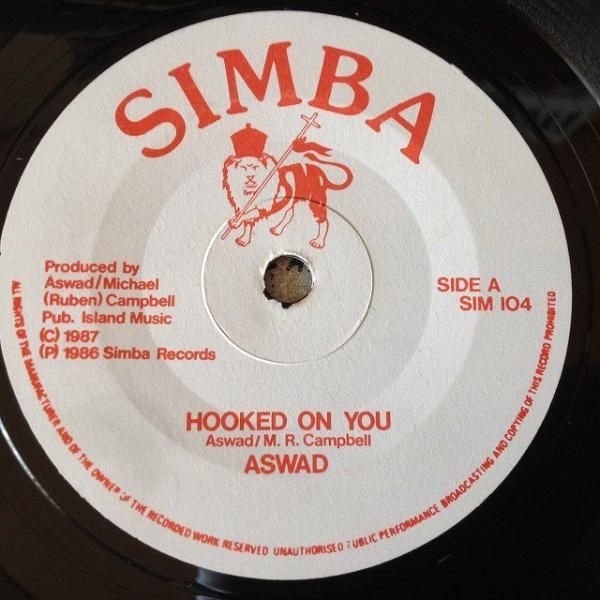 SIMBA
Produced by
Aswad/Michael
(Ruben) Campbell
Pub. Island Music
(C) 1987
(P) 1986 Simba Records
SIDE A
SIM 104
HOOKED ON YOU
Aswad/M. R. Campbell
ASWAD
ALL RIGHTS OF THE MANUFACTURER AND OF THE OWNER OF THE RECORDED WORK RESERVED UNAUTHORISED PUBLIC PERFORMANCE BROADCASTING AND COPYING OF THIS RECORD PROHIBITED